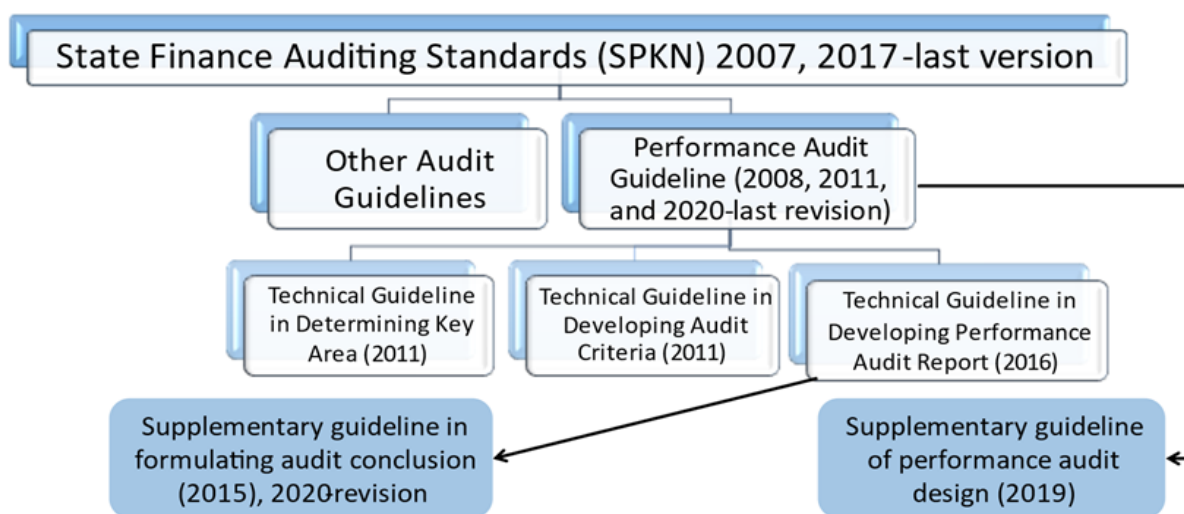 State Finance Auditing Standards (SPKN) 2007, 2017-last version
Other Audit
Guidelines
Performance Audit
Guideline (2008, 2011,
and 2020-last revision)
Technical Guideline
in Determining Key
Area (2011)
Technical Guideline in
Developing Audit
Criteria (2011)
Technical Guideline in
Developing Performance
Audit Report (2016)
Supplementary guideline in
formulating audit conclusion
(2015), 2020-revision
Supplementary guideline
of performance audit
design (2019)